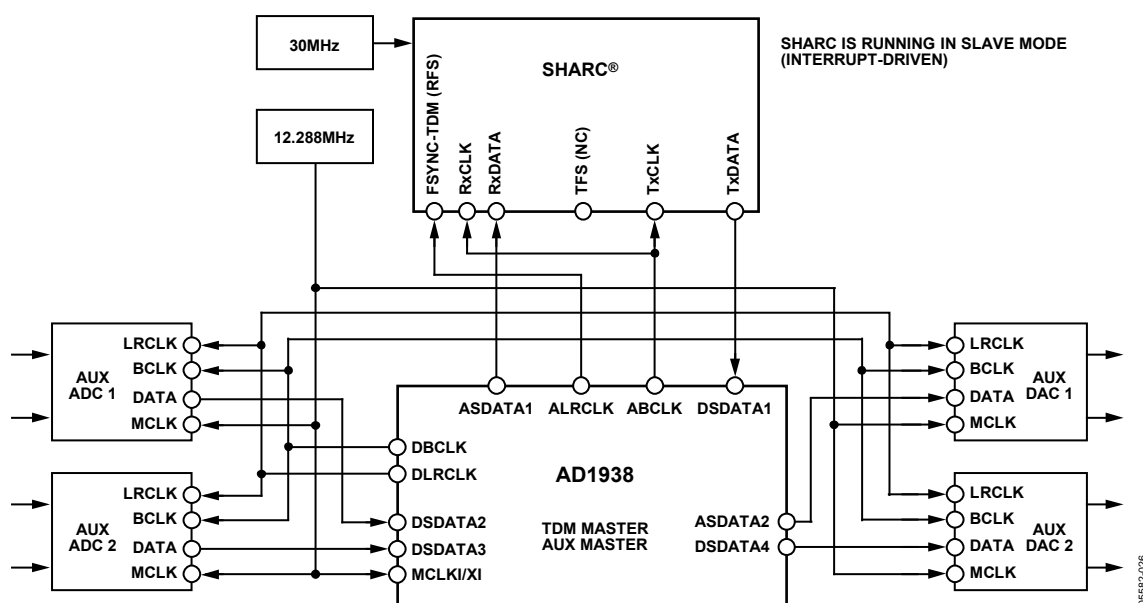 30MHz
12.288MHz
SHARC®
FSYNC-TDM (RFS)
RxCLK
RxDATA
TFS (NC)
TxCLK
TxDATA
SHARC IS RUNNING IN SLAVE MODE
(INTERRUPT-DRIVEN)
AUX
ADC 1
LRCLK
BCLK
DATA
MCLK
AUX
ADC 2
LRCLK
BCLK
DATA
MCLK
ASDATA1
ALRCLK
ABCLK
DSDATA1
DBCLK
DLRCLK
DSDATA2
DSDATA3
MCLKI/XI
AD1938
TDM MASTER
AUX MASTER
ASDATA2
DSDATA4
LRCLK
BCLK
DATA
MCLK
AUX
DAC 1
LRCLK
BCLK
DATA
MCLK
AUX
DAC 2
05582-026